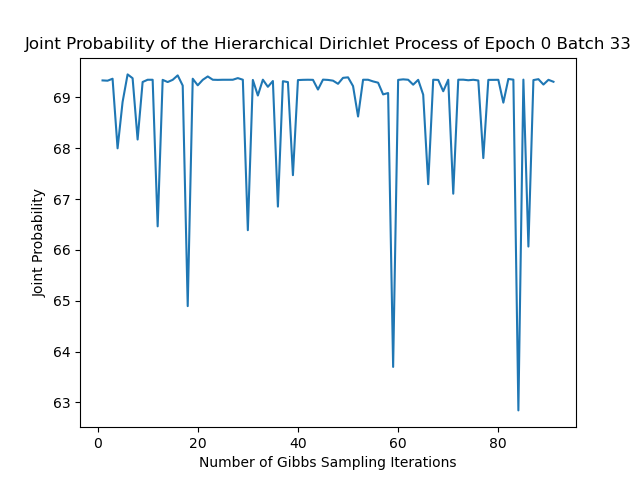 Joint Probability of the Hierarchical Dirichlet Process of Epoch 0 Batch 33
69
68
67
66
65
64
63
Joint Probability
0 20 40 60 80
Number of Gibbs Sampling Iterations